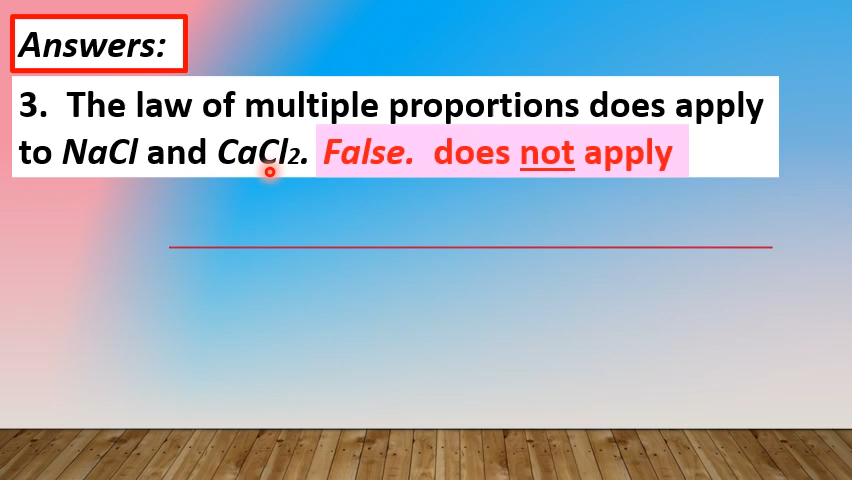 Answers:
3. The law of multiple proportions does apply
to NaCl and CaCl₂. False. does not apply